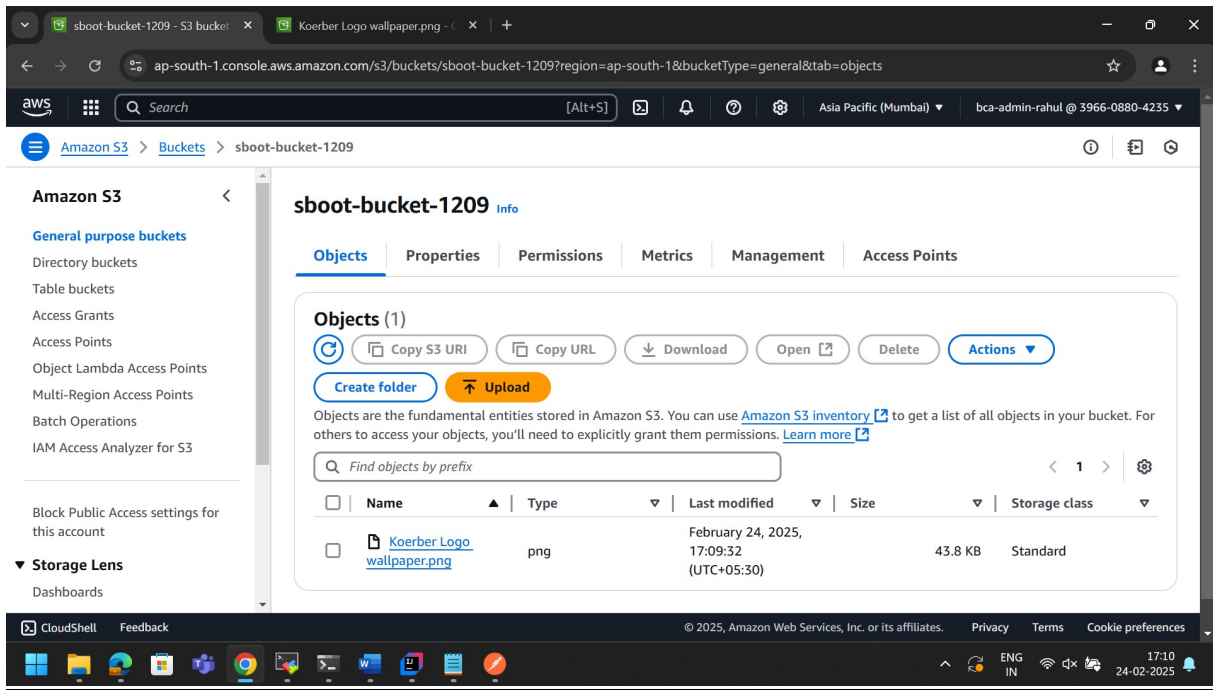 sboot-bucket-1209 - S3 bucket
Koerber Logo wallpaper.png -
ap-south-1.console.aws.amazon.com/s3/buckets/sboot-bucket-1209?region=ap-south-1&bucketType=general&tab=objects
aws
Search
[Alt+S]
Asia Pacific (Mumbai)
bca-admin-rahul @ 3966-0880-4235
Amazon S3 > Buckets > sboot-bucket-1209
Amazon S3
General purpose buckets
Directory buckets
Table buckets
Access Grants
Access Points
Object Lambda Access Points
Multi-Region Access Points
Batch Operations
IAM Access Analyzer for S3
Block Public Access settings for
this account
Storage Lens
Dashboards
sboot-bucket-1209 Info
Objects Properties Permissions Metrics Management Access Points
Objects (1)
Copy S3 URI Copy URL Download Open Delete Actions
Create folder Upload
Objects are the fundamental entities stored in Amazon S3. You can use Amazon S3 inventory to get a list of all objects in your bucket. For
others to access your objects, you'll need to explicitly grant them permissions. Learn more
Find objects by prefix
1
Name Type Last modified Size Storage class
Koerber Logo
wallpaper.png
png
February 24, 2025,
17:09:32
(UTC+05:30)
43.8 KB
Standard
CloudShell Feedback © 2025, Amazon Web Services, Inc. or its affiliates. Privacy Terms Cookie preferences
ENG
IN
17:10
24-02-2025